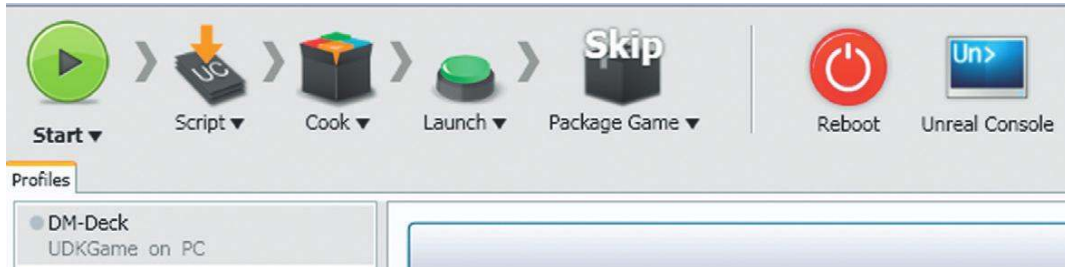 UC
Skip
Un>
Start ▼
Script ▼
Cook ▼
Launch ▼
Package Game ▼
Reboot
Unreal Console
Profiles
DM-Deck
UDKGame on PC